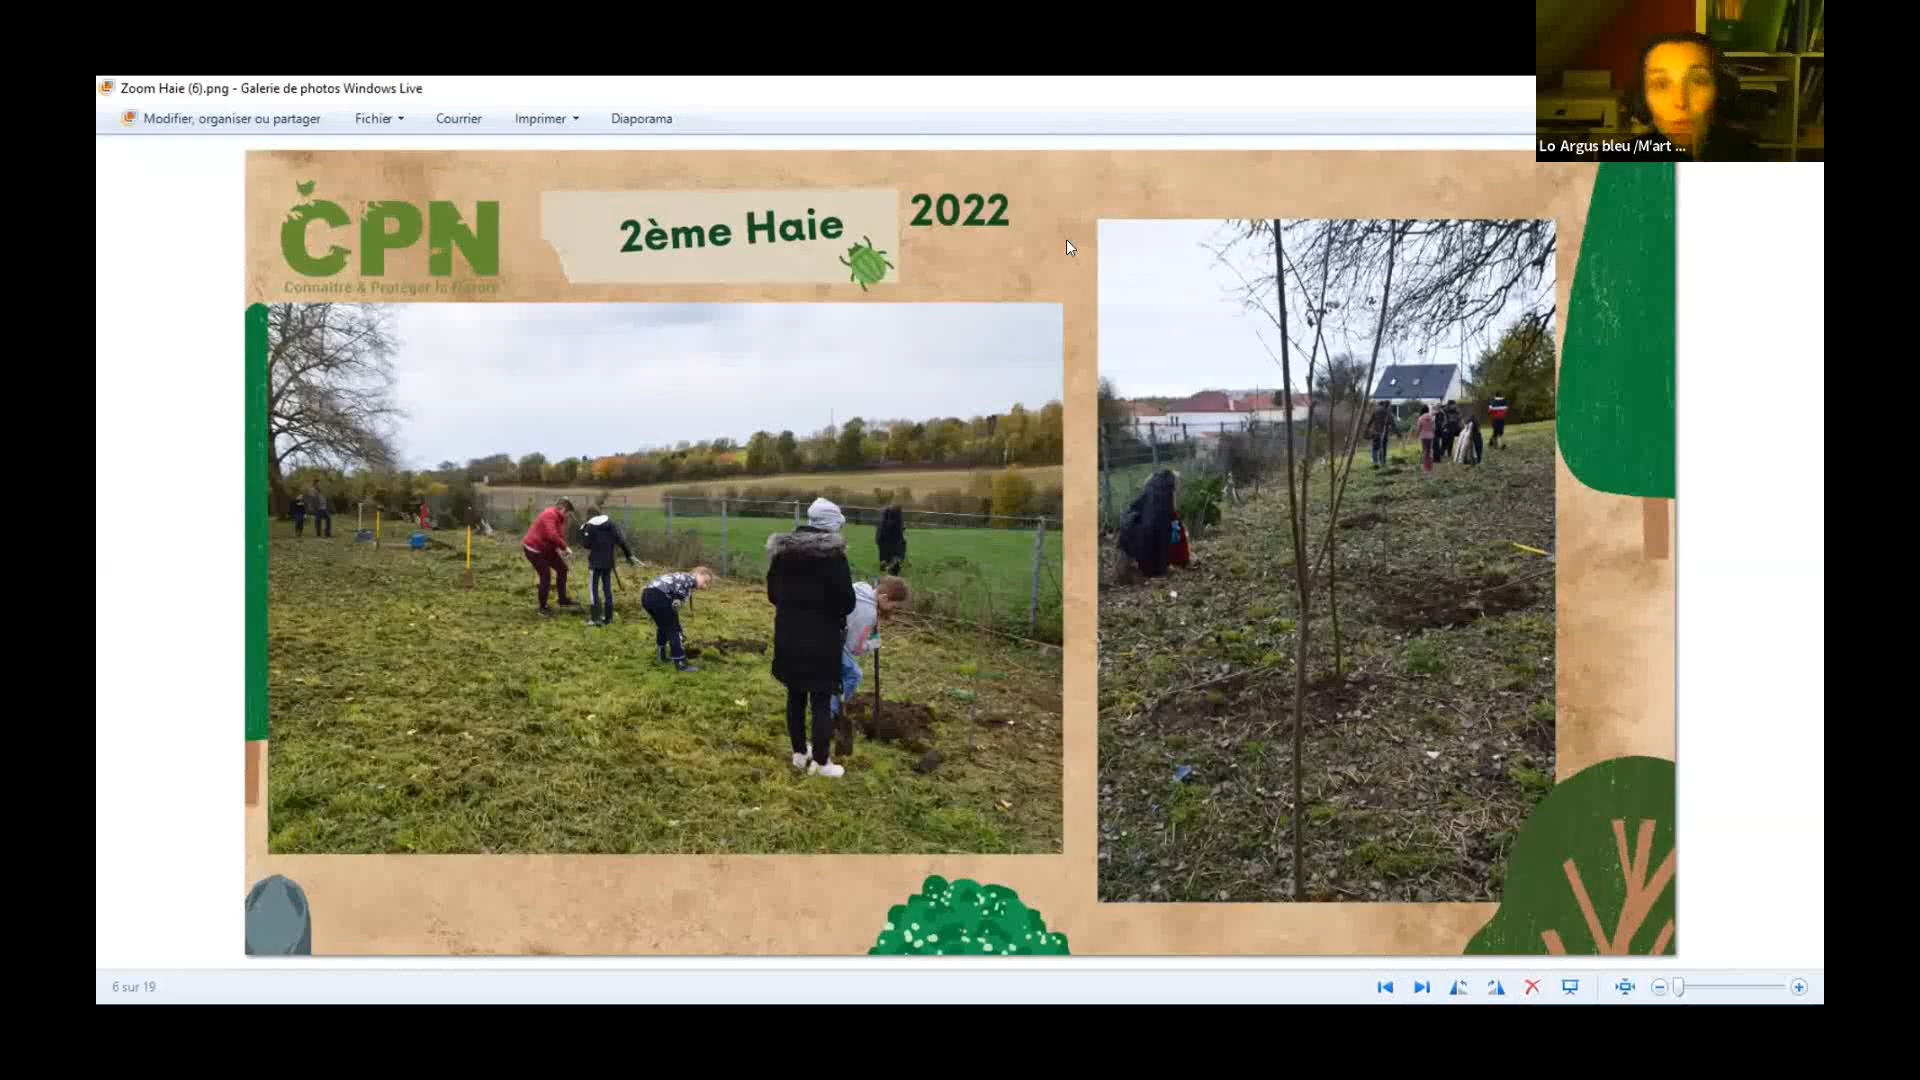 Zoom Haie (6).png - Galerie de photos Windows Live
Modifier, organiser ou partager
Fichier
Courrier
Imprimer
Diaporama
Lo Argus bleu /M'art ...
CPN
Connaître & Protéger la Nature
2ème Haie
2022
6 sur 19